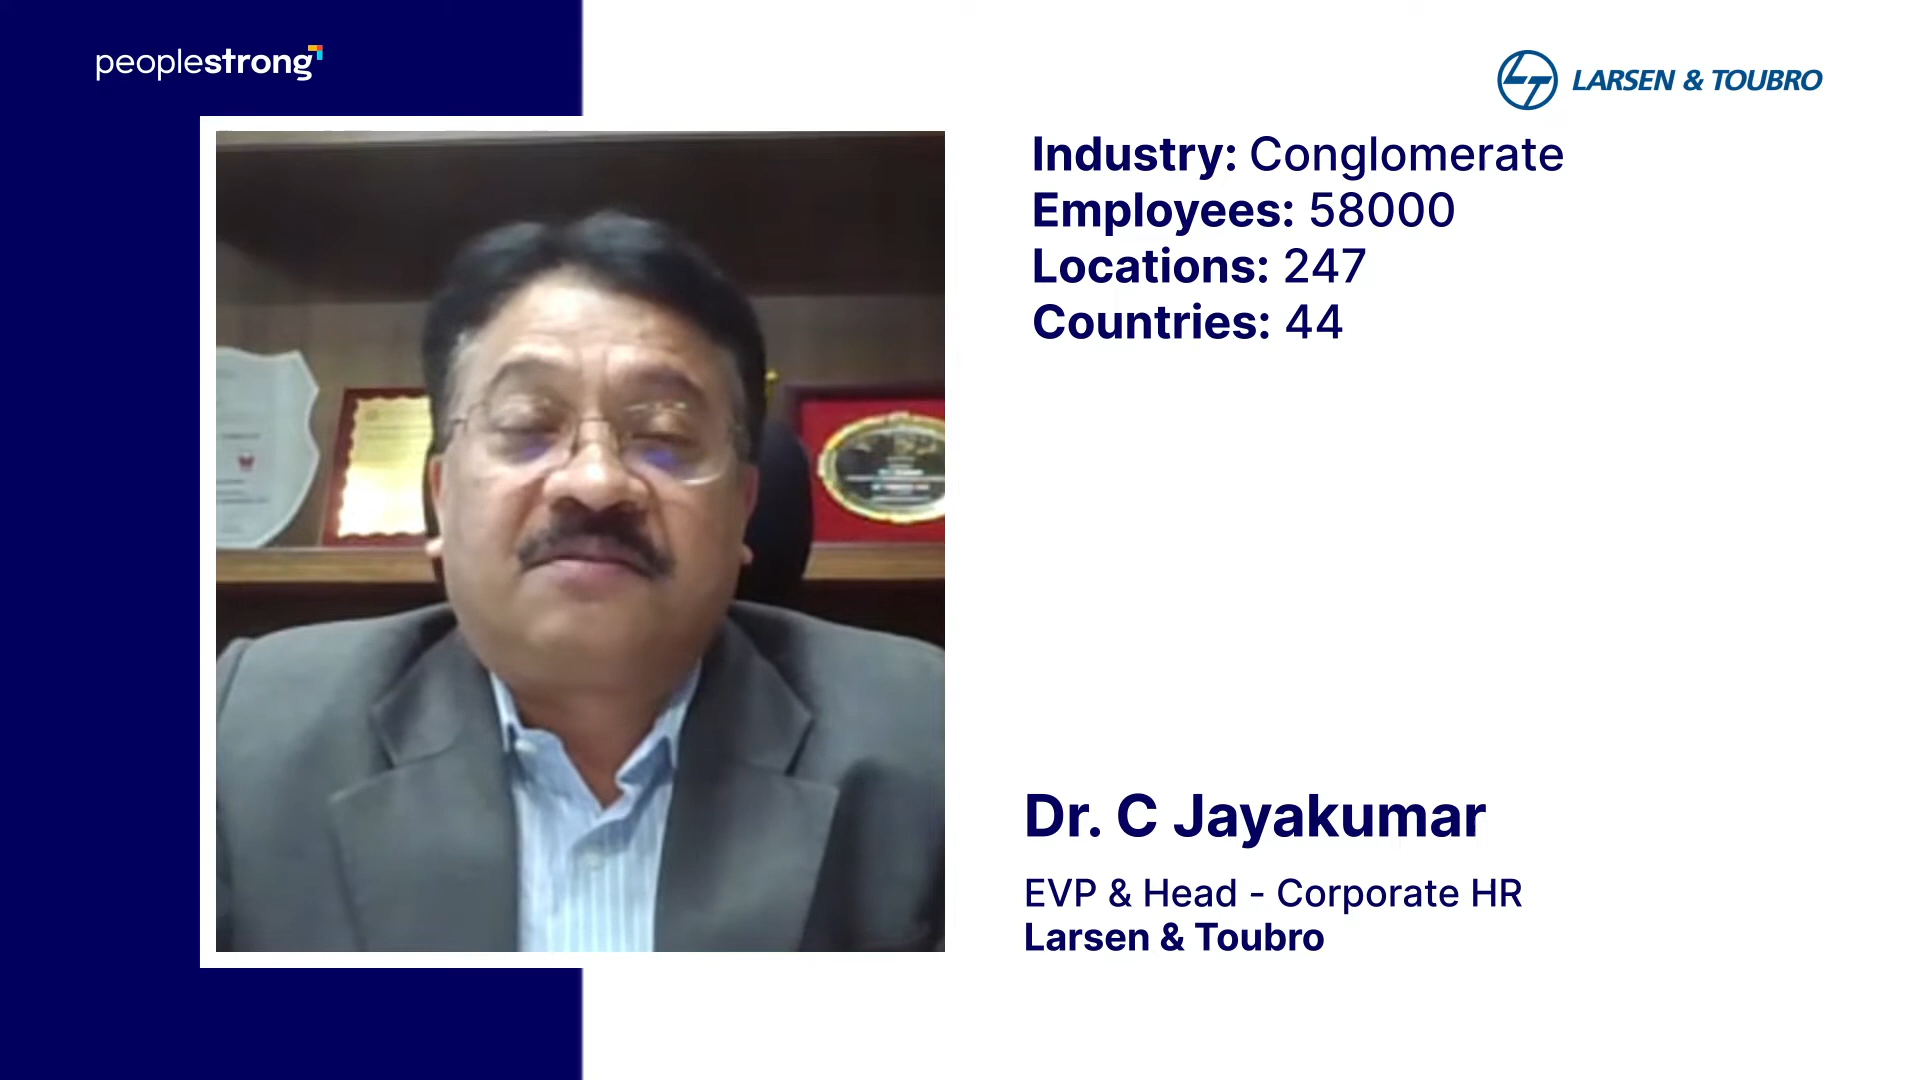 peoplestrong
LARSEN & TOUBRO
Industry: Conglomerate
Employees: 58000
Locations: 247
Countries: 44
Dr. C Jayakumar
EVP & Head - Corporate HR
Larsen & Toubro